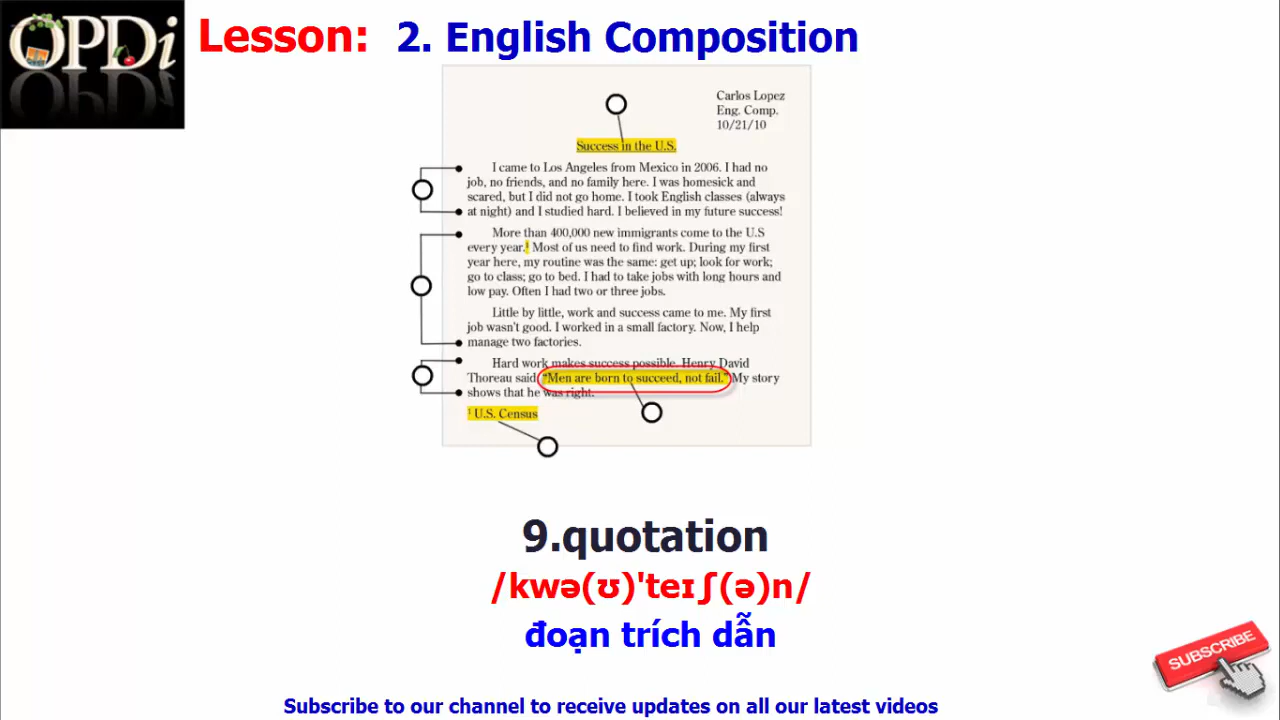 OPDi
Lesson: 2. English Composition
Carlos Lopez
Eng. Comp.
10/21/10
Success in the U.S.
I came to Los Angeles from Mexico in 2006. I had no
job, no friends, and no family here. I was homesick and
scared, but I did not go home. I took English classes (always
at night) and I studied hard. I believed in my future success!
More than 400,000 new immigrants come to the U.S
every year.¹ Most of us need to find work. During my first
year here, my routine was the same: get up; look for work;
go to class; go to bed. I had to take jobs with long hours and
low pay. Often I had two or three jobs.
Little by little, work and success came to me. My first
job wasn't good. I worked in a small factory. Now, I help
manage two factories.
Hard work makes success possible. Henry David
Thoreau said "Men are born to succeed, not fail." My story
shows that he was right.
¹ U.S. Census
9.quotation
/kwə(ʊ)'teɪʃ(ə)n/
đoạn trích dẫn
SUBSCRIBE
Subscribe to our channel to receive updates on all our latest videos